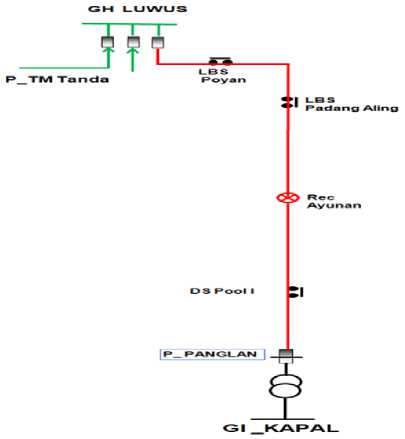 GH LUWUS
P_TM Tanda
LBS
Poyan
LBS
Padang Aling
Rec
Ayunan
DS Pool I
P_PANGLAN
GI_KAPAL